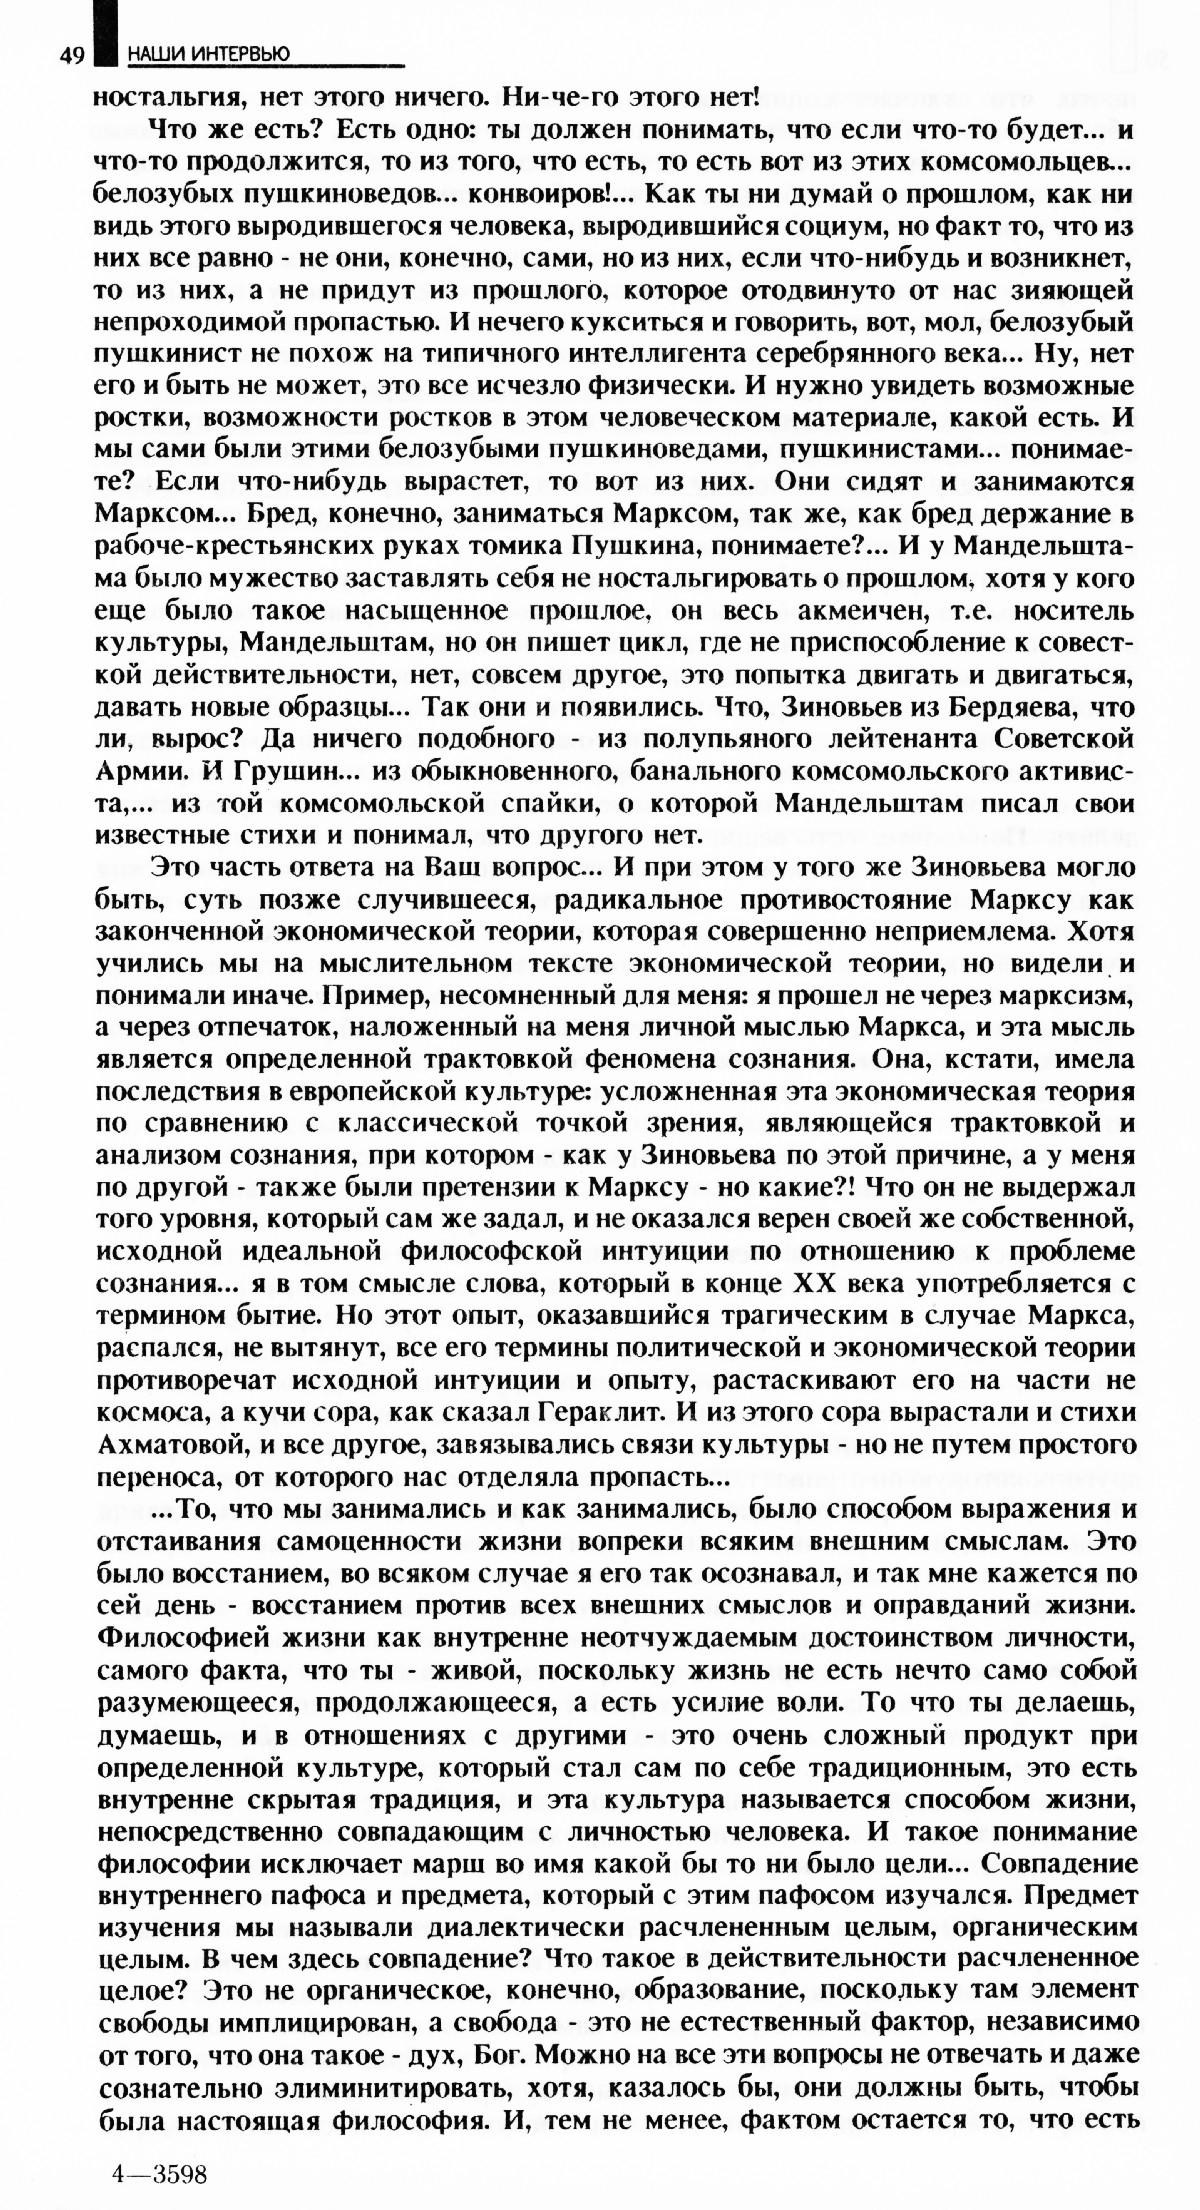 49 НАШИ ИНТЕРВЬЮ
ностальгия, нет этого ничего. Ни-че-го этого нет!
Что же есть? Есть одно: ты должен понимать, что если что-то будет... и
что-то продолжится, то из того, что есть, то есть вот из этих комсомольцев...
белозубых пушкиноведов... конвоиров!... Как ты ни думай о прошлом, как ни
видь этого выродившегося человека, выродившийся социум, но факт то, что из
них все равно - не они, конечно, сами, но из них, если что-нибудь и возникнет,
то из них, а не придут из прошлого, которое отодвинуто от нас зияющей
непроходимой пропастью. И нечего кукситься и говорить, вот, мол, белозубый
пушкинист не похож на типичного интеллигента серебрянного века... Ну, нет
его и быть не может, это все исчезло физически. И нужно увидеть возможные
ростки, возможности ростков в этом человеческом материале, какой есть. И
мы сами были этими белозубыми пушкиноведами, пушкинистами... понимае-
те? Если что-нибудь вырастет, то вот из них. Они сидят и занимаются
Марксом... Бред, конечно, заниматься Марксом, так же, как бред держание в
рабоче-крестьянских руках томика Пушкина, понимаете?... И у Мандельшта-
ма было мужество заставлять себя не ностальгировать о прошлом, хотя у кого
еще было такое насыщенное прошлое, он весь акмеичен, т.е. носитель
культуры, Мандельштам, но он пишет цикл, где не приспособление к совест-
кой действительности, нет, совсем другое, это попытка двигать и двигаться,
давать новые образцы... Так они и появились. Что, Зиновьев из Бердяева, что
ли, вырос? Да ничего подобного - из полупьяного лейтенанта Советской
Армии. И Грушин... из обыкновенного, банального комсомольского активис-
та,... из той комсомольской спайки, о которой Мандельштам писал свои
известные стихи и понимал, что другого нет.
Это часть ответа на Ваш вопрос... И при этом у того же Зиновьева могло
быть, суть позже случившееся, радикальное противостояние Марксу как
законченной экономической теории, которая совершенно неприемлема. Хотя
учились мы на мыслительном тексте экономической теории, но видели и
понимали иначе. Пример, несомненный для меня: я прошел не через марксизм,
а через отпечаток, наложенный на меня личной мыслью Маркса, и эта мысль
является определенной трактовкой феномена сознания. Она, кстати, имела
последствия в европейской культуре: усложненная эта экономическая теория
по сравнению с классической точкой зрения, являющейся трактовкой и
анализом сознания, при котором - как у Зиновьева по этой причине, а у меня
по другой - также были претензии к Марксу - но какие?! Что он не выдержал
того уровня, который сам же задал, и не оказался верен своей же собственной,
исходной идеальной философской интуиции по отношению к проблеме
сознания... я в том смысле слова, который в конце XX века употребляется с
термином бытие. Но этот опыт, оказавшийся трагическим в случае Маркса,
распался, не вытянут, все его термины политической и экономической теории
противоречат исходной интуиции и опыту, растаскивают его на части не
космоса, а кучи сора, как сказал Гераклит. И из этого сора вырастали и стихи
Ахматовой, и все другое, завязывались связи культуры - но не путем простого
переноса, от которого нас отделяла пропасть...
...То, что мы занимались и как занимались, было способом выражения и
отстаивания самоценности жизни вопреки всяким внешним смыслам. Это
было восстанием, во всяком случае я его так осознавал, и так мне кажется по
сей день - восстанием против всех внешних смыслов и оправданий жизни.
Философией жизни как внутренне неотчуждаемым достоинством личности,
самого факта, что ты - живой, поскольку жизнь не есть нечто само собой
разумеющееся, продолжающееся, а есть усилие воли. То что ты делаешь,
думаешь, и в отношениях с другими - это очень сложный продукт при
определенной культуре, который стал сам по себе традиционным, это есть
внутренне скрытая традиция, и эта культура называется способом жизни,
непосредственно совпадающим с личностью человека. И такое понимание
философии исключает марш во имя какой бы то ни было цели... Совпадение
внутреннего пафоса и предмета, который с этим пафосом изучался. Предмет
изучения мы называли диалектически расчлененным целым, органическим
целым. В чем здесь совпадение? Что такое в действительности расчлененное
целое? Это не органическое, конечно, образование, поскольку там элемент
свободы имплицирован, а свобода - это не естественный фактор, независимо
от того, что она такое - дух, Бог. Можно на все эти вопросы не отвечать и даже
сознательно элиминитировать, хотя, казалось бы, они должны быть, чтобы
была настоящая философия. И, тем не менее, фактом остается то, что есть
4—3598